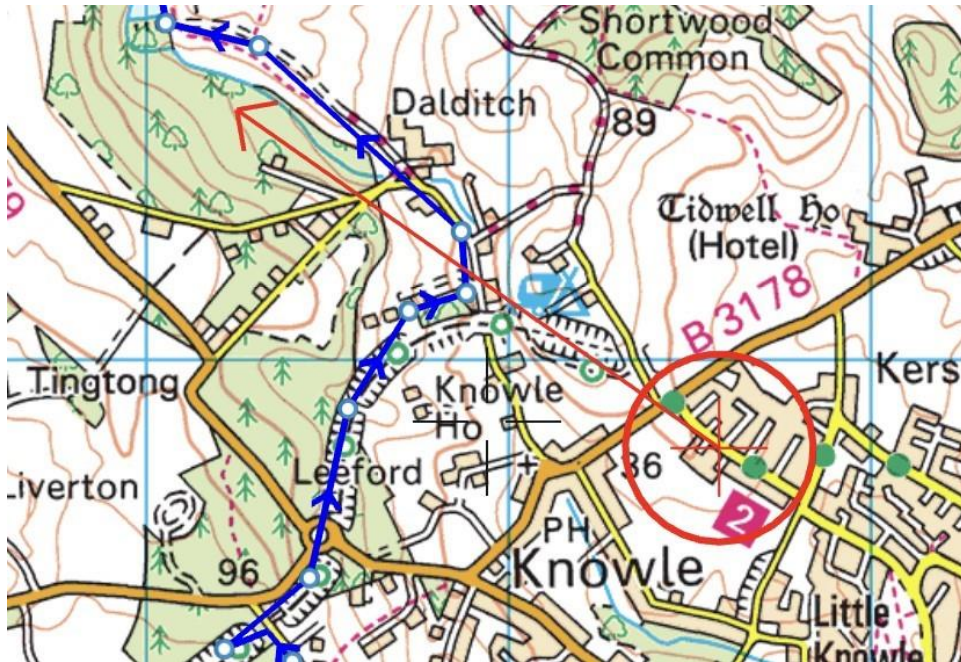 Shortwood
Common
Dalditch
89
9
Tidwell Ho
(Hotel)
B 3178
Tingtong
Knowle
Ho
Kers
Leeford
Liverton
+
36
2
PH
Knowle
96
Little
Knowle